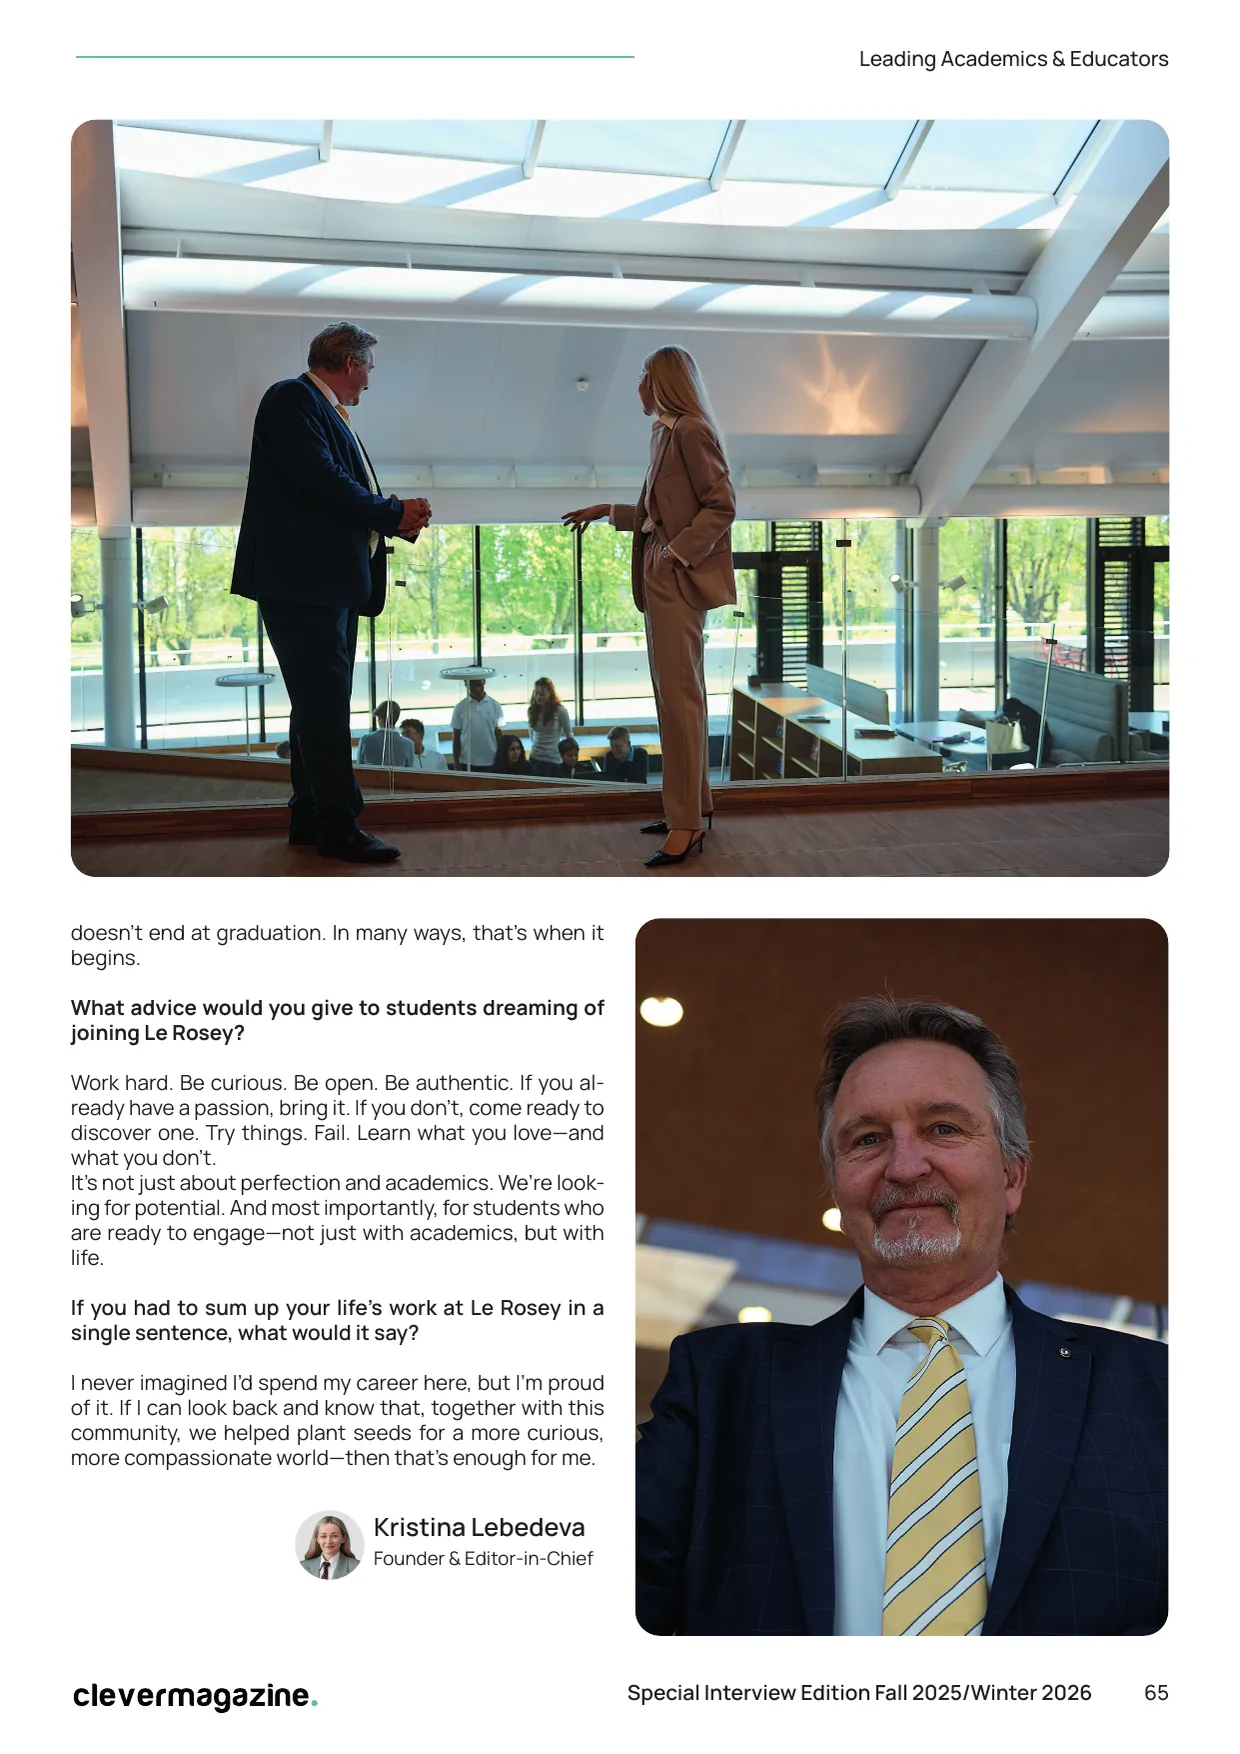 Leading Academics & Educators
doesn’t end at graduation. In many ways, that’s when it
begins.
What advice would you give to students dreaming of
joining Le Rosey?
Work hard. Be curious. Be open. Be authentic. If you al-
ready have a passion, bring it. If you don’t, come ready to
discover one. Try things. Fail. Learn what you love—and
what you don’t.
It’s not just about perfection and academics. We’re look-
ing for potential. And most importantly, for students who
are ready to engage—not just with academics, but with
life.
If you had to sum up your life’s work at Le Rosey in a
single sentence, what would it say?
I never imagined I’d spend my career here, but I’m proud
of it. If I can look back and know that, together with this
community, we helped plant seeds for a more curious,
more compassionate world—then that’s enough for me.
Kristina Lebedeva
Founder & Editor-in-Chief
clevermagazine.
Special Interview Edition Fall 2025/Winter 2026 65